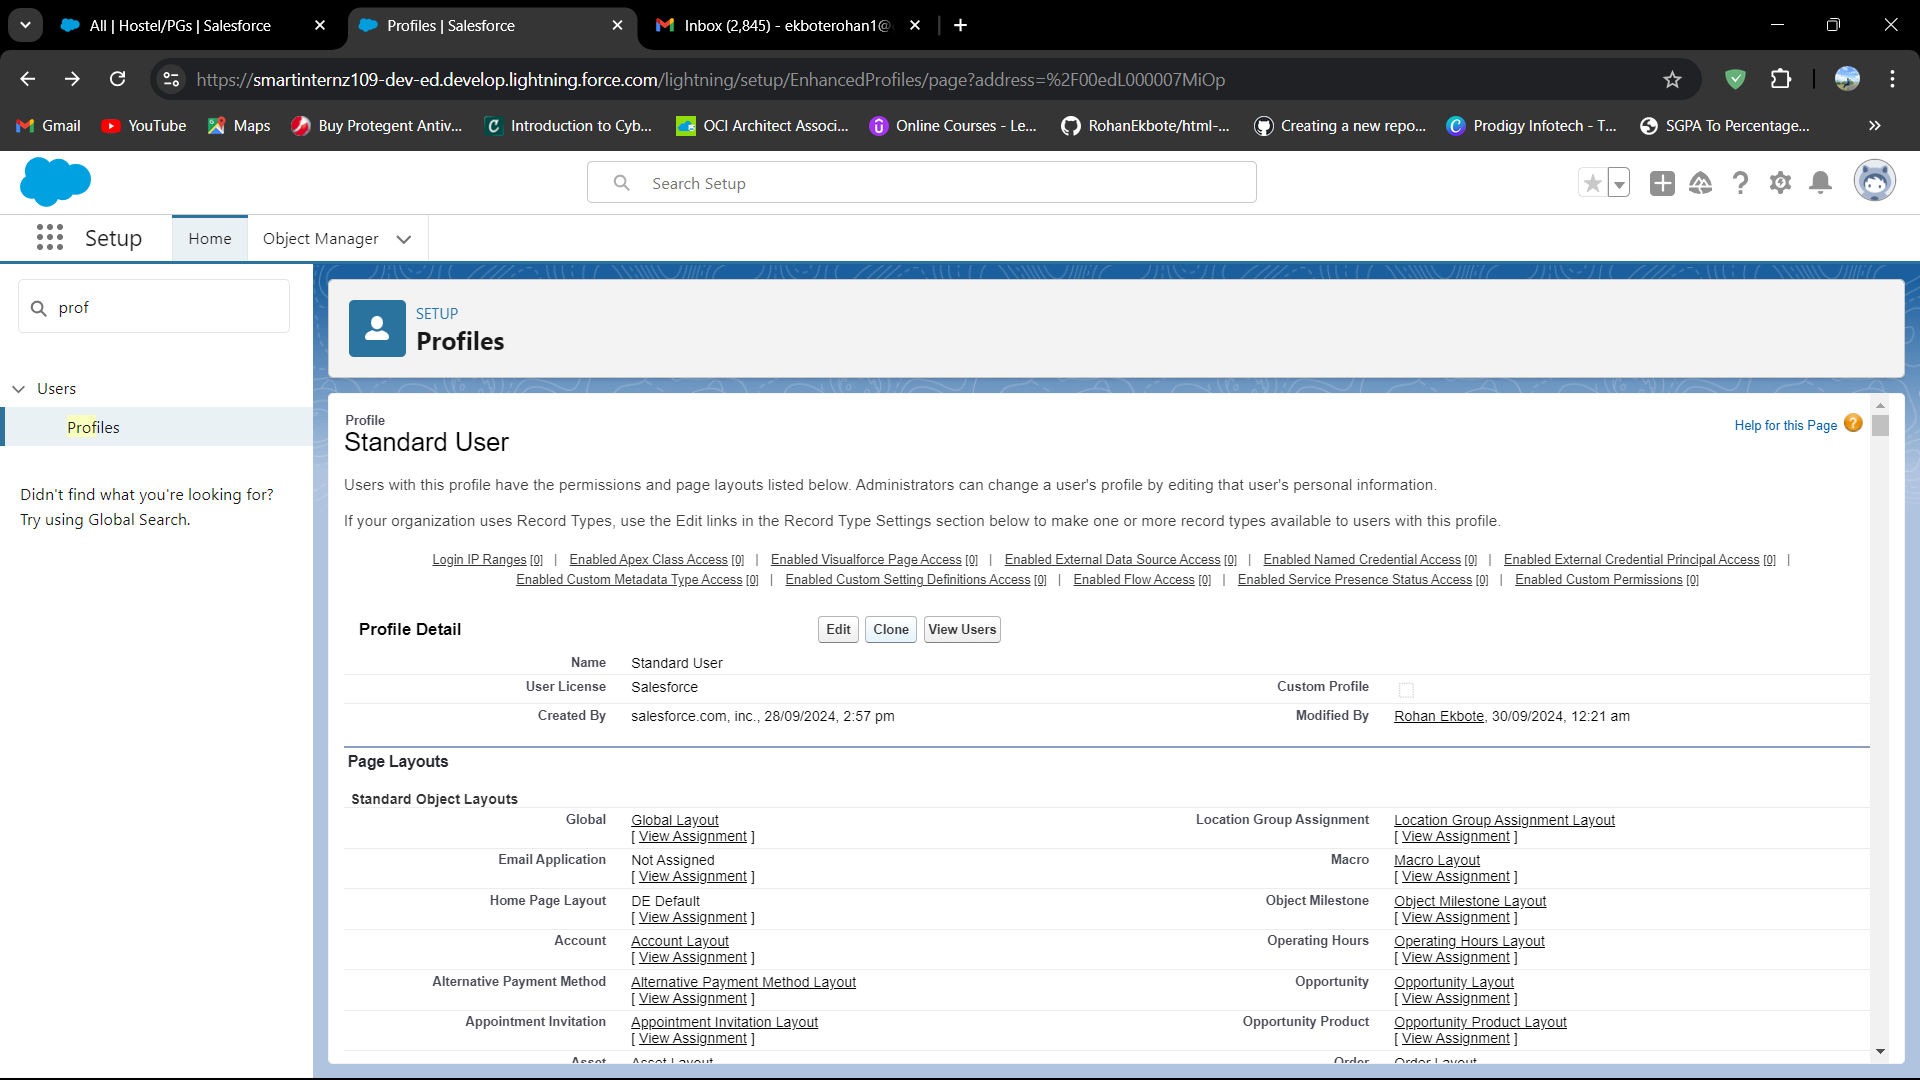 All | Hostel/PGs | Salesforce
Profiles | Salesforce
Inbox (2,845) - ekboterohan1@
https://smartinternz109-dev-ed.develop.lightning.force.com/lightning/setup/EnhancedProfiles/page?address=%2F00edL000007MiOp
Gmail
YouTube
Maps
Buy Protegent Antiv...
Introduction to Cyb...
OCI Architect Associ...
Online Courses - Le...
RohanEkbote/html-...
Creating a new repo...
Prodigy Infotech - T...
SGPA To Percentage...
Search Setup
Setup
Home
Object Manager
prof
Users
Profiles
Didn't find what you're looking for?
Try using Global Search.
SETUP
Profiles
Profile
Standard User
Help for this Page
Users with this profile have the permissions and page layouts listed below. Administrators can change a user's profile by editing that user's personal information.
If your organization uses Record Types, use the Edit links in the Record Type Settings section below to make one or more record types available to users with this profile.
Login IP Ranges [0] | Enabled Apex Class Access [0] | Enabled Visualforce Page Access [0] | Enabled External Data Source Access [0] | Enabled Named Credential Access [0] | Enabled External Credential Principal Access [0] |
Enabled Custom Metadata Type Access [0] | Enabled Custom Setting Definitions Access [0] | Enabled Flow Access [0] | Enabled Service Presence Status Access [0] | Enabled Custom Permissions [0]
Profile Detail Edit Clone View Users
Name Standard User
User License Salesforce Custom Profile
Created By salesforce.com, inc., 28/09/2024, 2:57 pm Modified By Rohan Ekbote, 30/09/2024, 12:21 am
Page Layouts
Standard Object Layouts
Global Global Layout Location Group Assignment Location Group Assignment Layout
[ View Assignment ] [ View Assignment ]
Email Application Not Assigned Macro Macro Layout
[ View Assignment ] [ View Assignment ]
Home Page Layout DE Default Object Milestone Object Milestone Layout
[ View Assignment ] [ View Assignment ]
Account Account Layout Operating Hours Operating Hours Layout
[ View Assignment ] [ View Assignment ]
Alternative Payment Method Alternative Payment Method Layout Opportunity Opportunity Layout
[ View Assignment ] [ View Assignment ]
Appointment Invitation Appointment Invitation Layout Opportunity Product Opportunity Product Layout
[ View Assignment ] [ View Assignment ]
Asset Asset Layout Order Order Layout